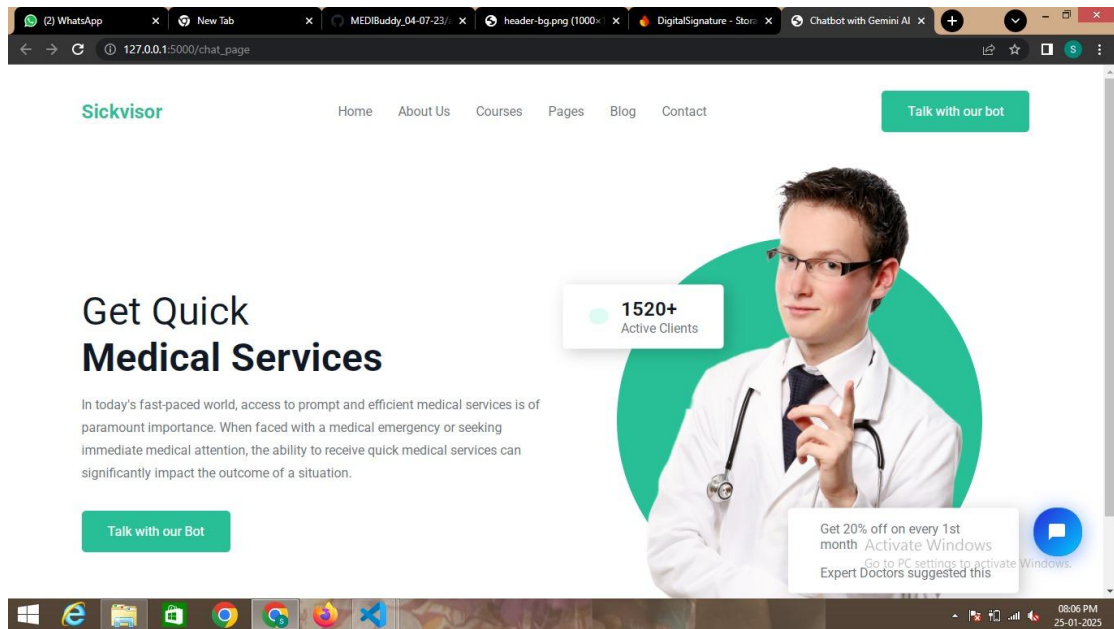 (2) WhatsApp
New Tab
MEDIBuddy_04-07-23/
header-bg.png (1000×
DigitalSignature - Stora
Chatbot with Gemini AI
127.0.0.1:5000/chat_page
S
Sickvisor
Home About Us Courses Pages Blog Contact
Talk with our bot
Get Quick
Medical Services
In today's fast-paced world, access to prompt and efficient medical services is of
paramount importance. When faced with a medical emergency or seeking
immediate medical attention, the ability to receive quick medical services can
significantly impact the outcome of a situation.
Talk with our Bot
1520+
Active Clients
Get 20% off on every 1st
month
Expert Doctors suggested this
Activate Windows
Go to PC settings to activate Windows.
08:06 PM
25-01-2025